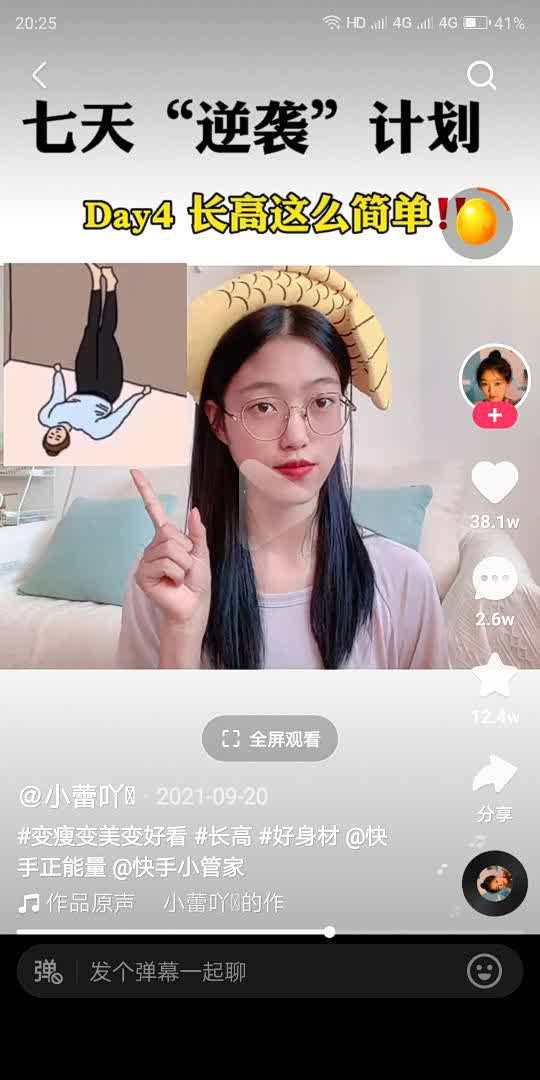 20:25 HD 4G 4G 41%
七天“逆袭”计划
Day4 长高这么简单‼️
38.1w
2.6w
12.4w
全屏观看
@小蕾吖 · 2021-09-20
分享
#变瘦变美变好看 #长高 #好身材 @快
手正能量 @快手小管家
作品原声 小蕾吖的作
弹 发个弹幕一起聊